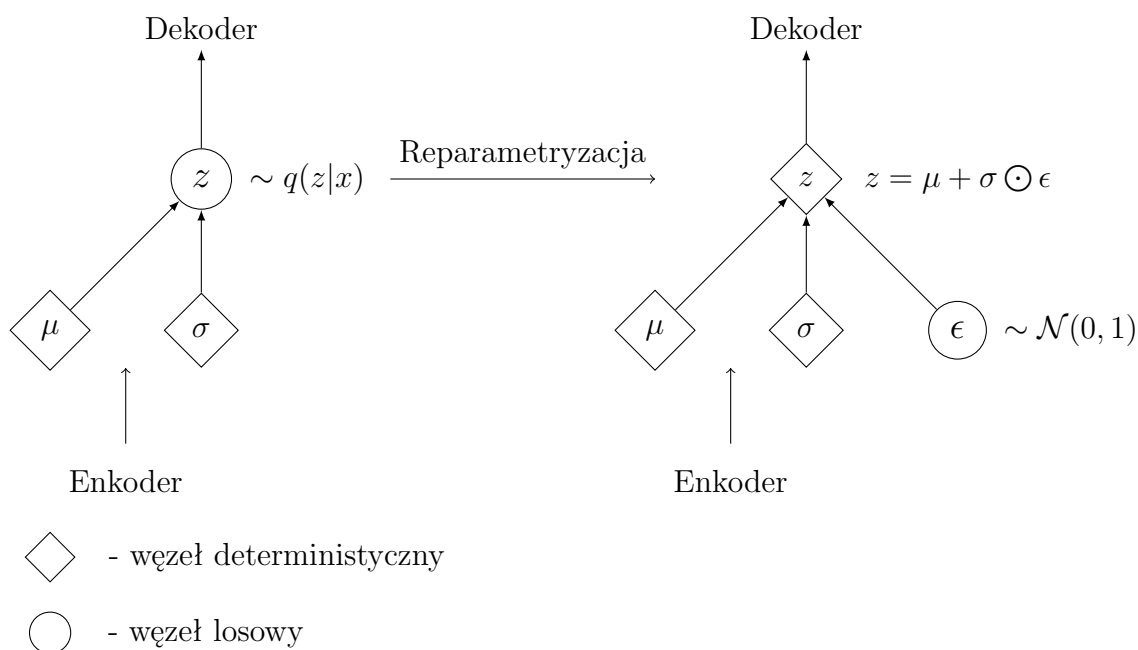 Dekoder Dekoder
z ∼ q(z|x) Reparametryzacja z z = μ + σ ⊙ ϵ
μ σ μ σ ϵ ∼ 𝒩(0, 1)
Enkoder Enkoder
- węzeł deterministyczny
- węzeł losowy